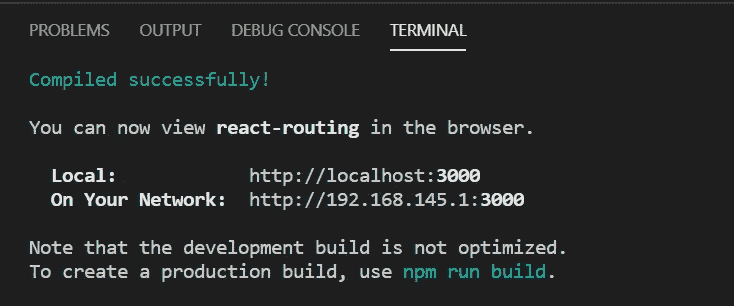 PROBLEMS OUTPUT DEBUG CONSOLE TERMINAL
Compiled successfully!
You can now view react-routing in the browser.
Local: http://localhost:3000
On Your Network: http://192.168.145.1:3000
Note that the development build is not optimized.
To create a production build, use npm run build.